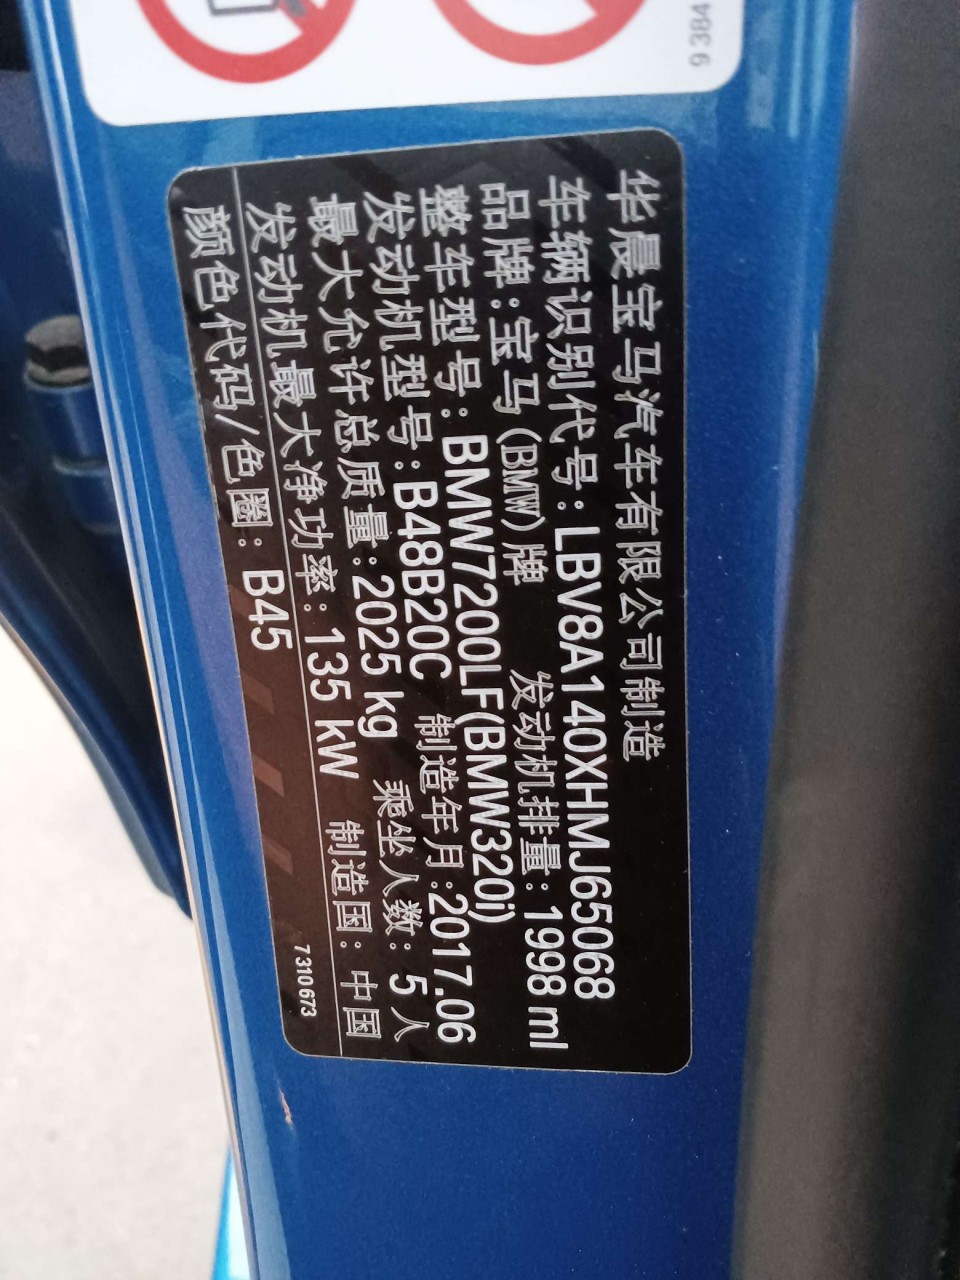 9 384
华晨宝马汽车有限公司制造
车辆识别代号:LBV8A140XHMJ65068
品牌:宝马(BMW)牌 发动机排量:1998 ml
整车型号:BMW7200LF(BMW320i)
发动机型号:B48B20C 制造年月:2017.06
最大允许总质量:2025 kg 乘坐人数:5人
发动机最大净功率:135 kW 制造国:中国
颜色代码/色圈:B45
7 310 673